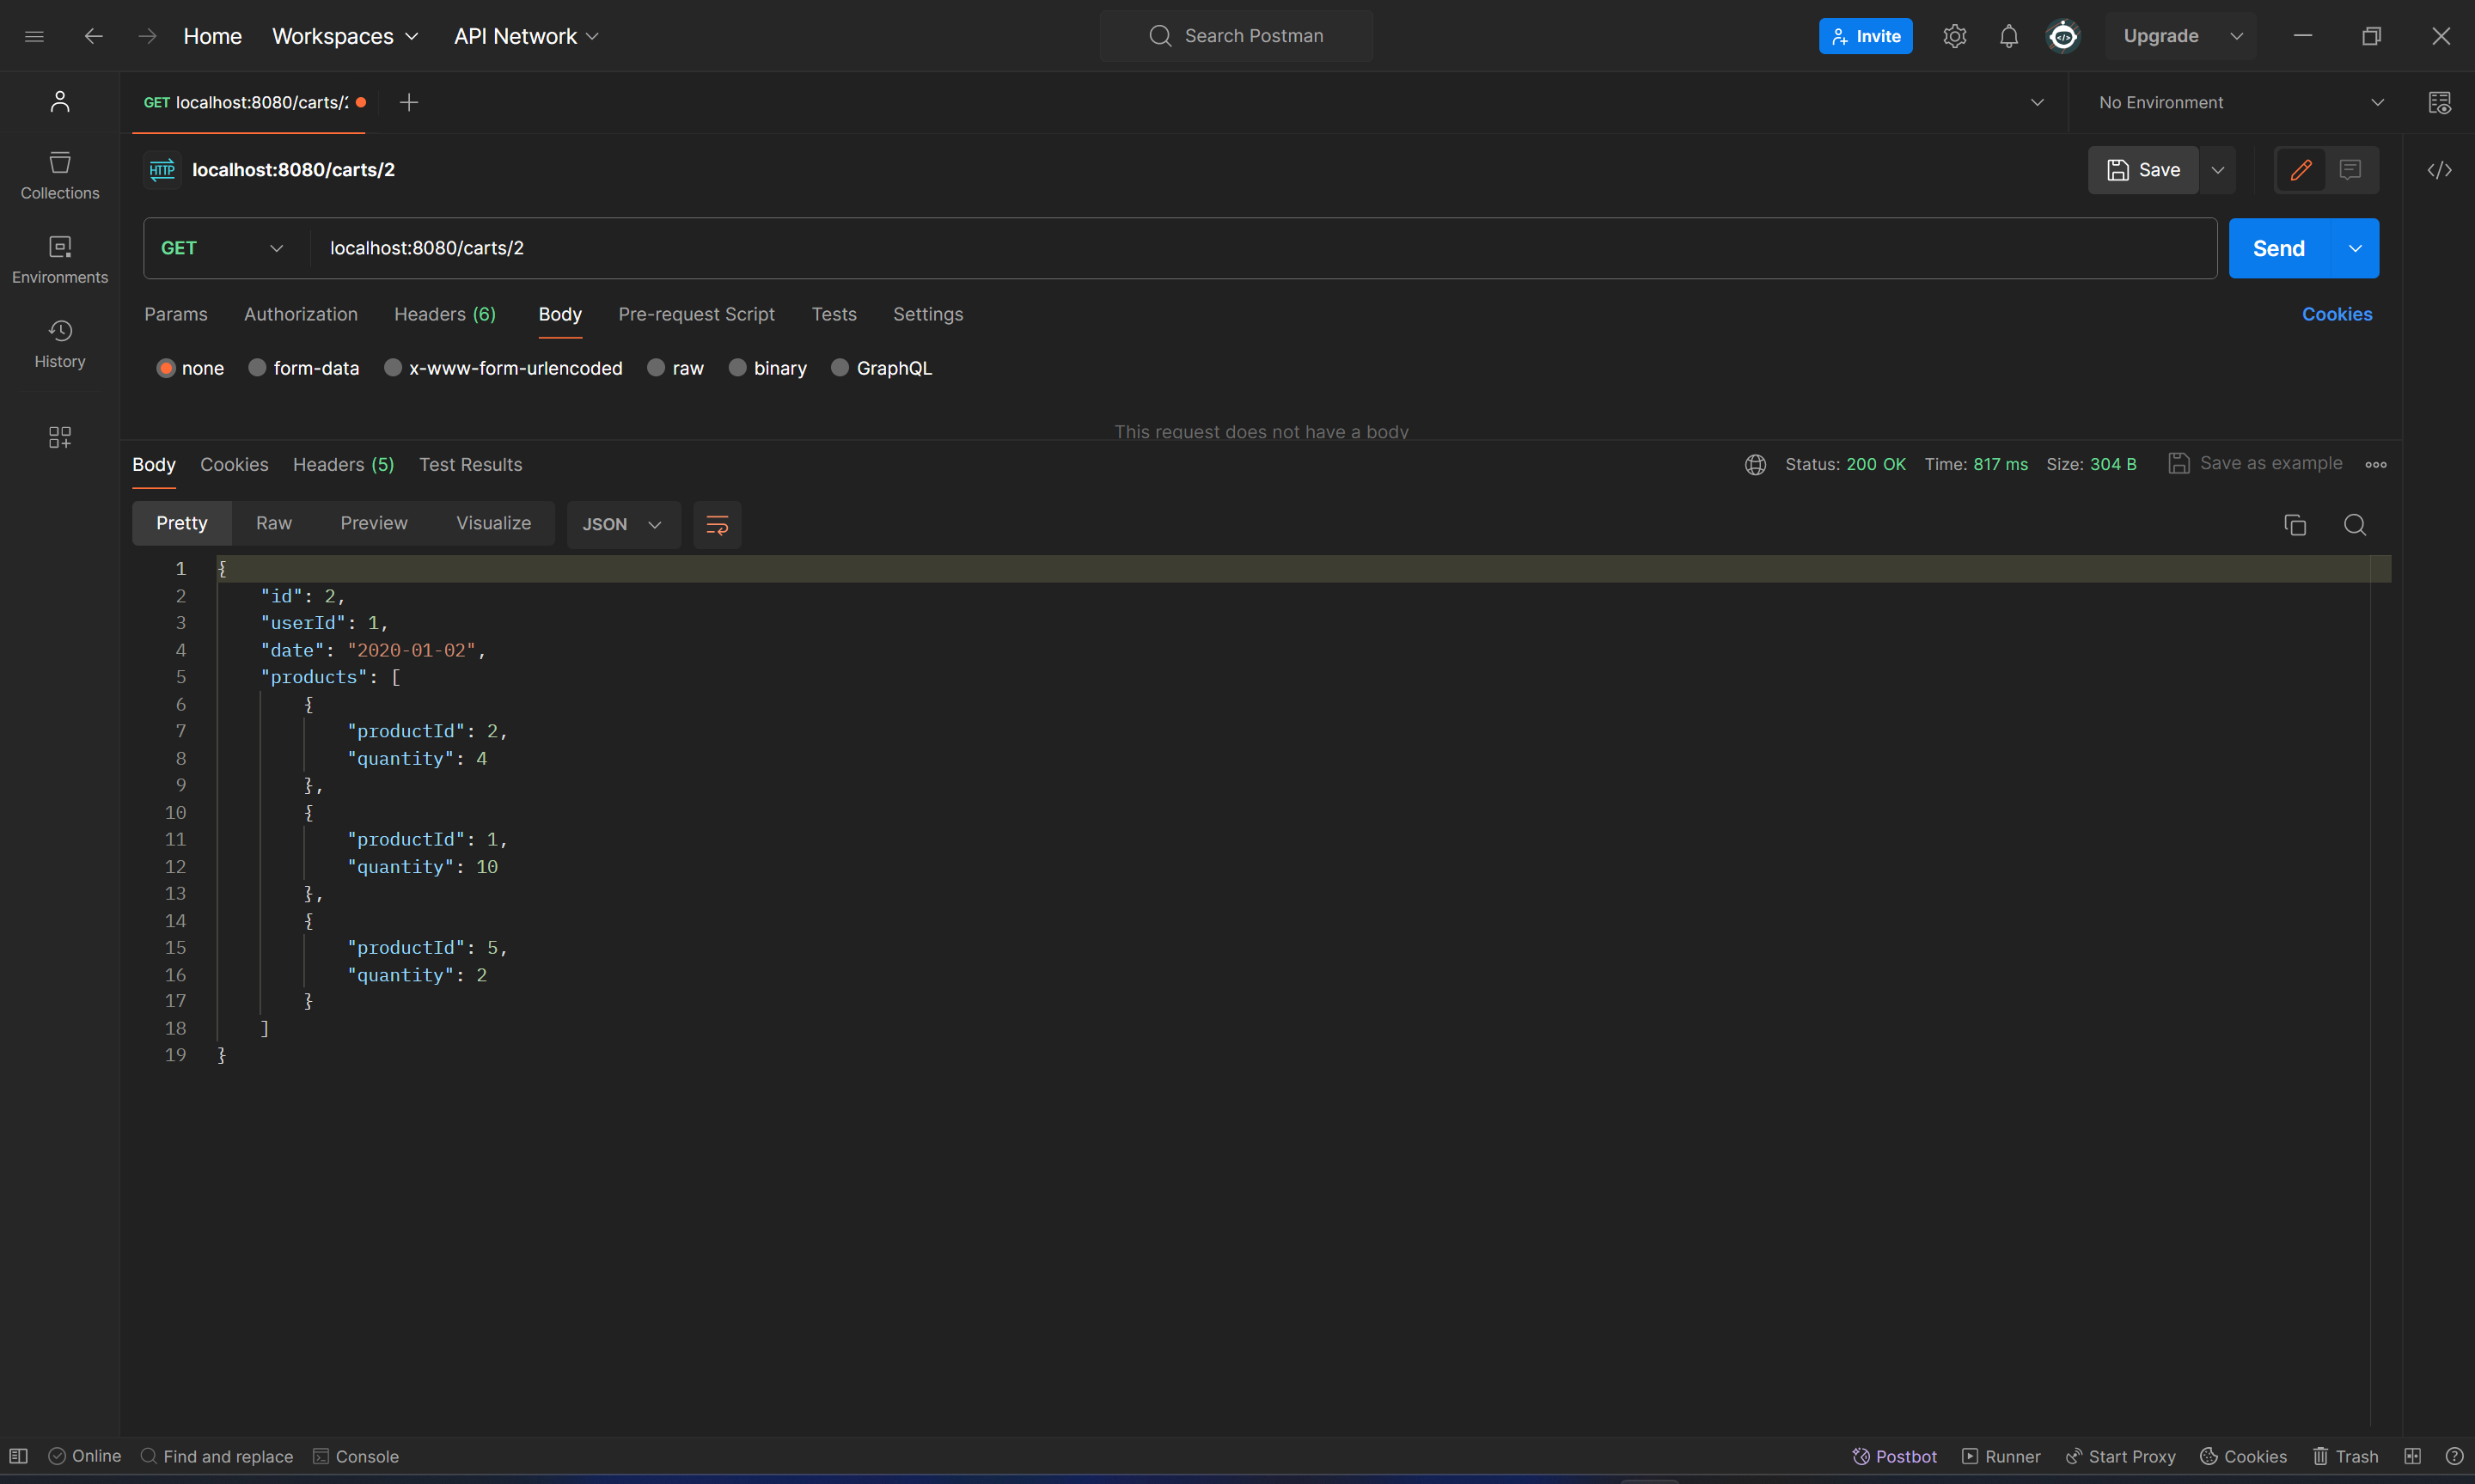 Home Workspaces API Network Search Postman Invite Upgrade
GET localhost:8080/carts/2 No Environment
HTTP localhost:8080/carts/2 Save
Collections
GET localhost:8080/carts/2 Send
Environments
Params Authorization Headers (6) Body Pre-request Script Tests Settings Cookies
History
none form-data x-www-form-urlencoded raw binary GraphQL
This request does not have a body
Body Cookies Headers (5) Test Results Status: 200 OK Time: 817 ms Size: 304 B Save as example
Pretty Raw Preview Visualize JSON
1 {
2 "id": 2,
3 "userId": 1,
4 "date": "2020-01-02",
5 "products": [
6 {
7 "productId": 2,
8 "quantity": 4
9 },
10 {
11 "productId": 1,
12 "quantity": 10
13 },
14 {
15 "productId": 5,
16 "quantity": 2
17 }
18 ]
19 }
Online Find and replace Console Postbot Runner Start Proxy Cookies Trash